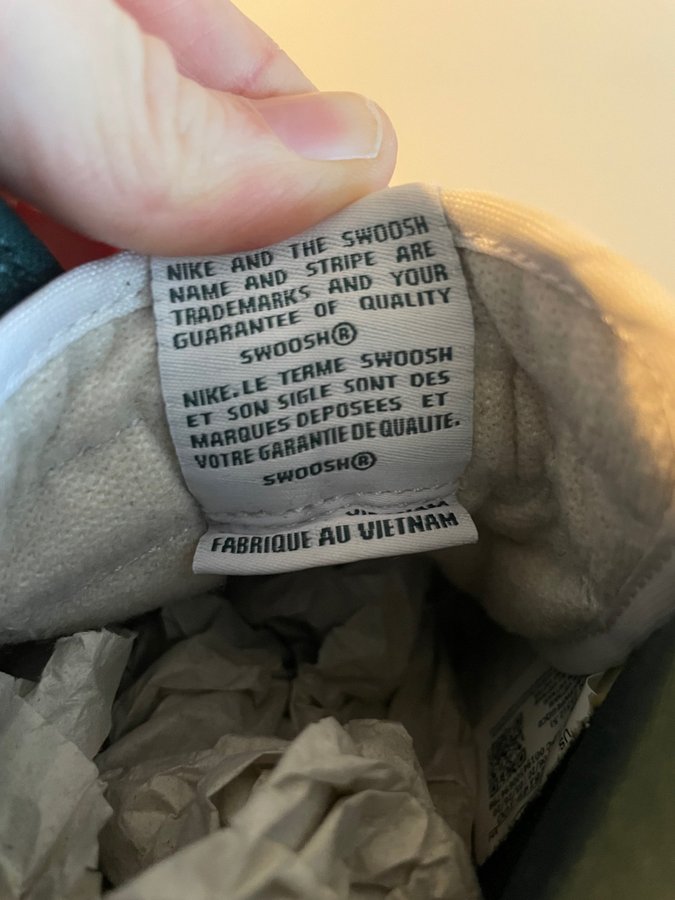 NIKE AND THE SWOOSH
NAME AND STRIPE ARE
TRADEMARKS AND YOUR
GUARANTEE OF QUALITY
SWOOSH®
NIKE. LE TERME SWOOSH
ET SON SIGLE SONT DES
MARQUES DEPOSEES ET
VOTRE GARANTIE DE QUALITE.
SWOOSH®
FABRIQUE AU VIETNAM
US